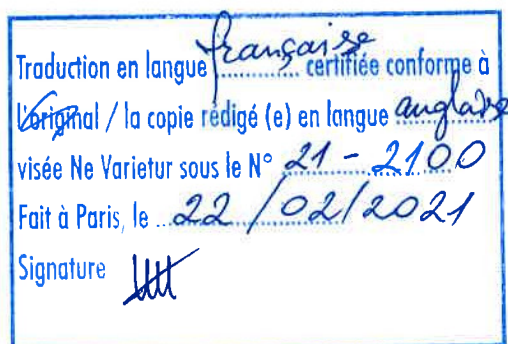 Traduction en langue française certifiée conforme à
l'original / la copie rédigé (e) en langue anglaise
visée Ne Varietur sous le N° 21 - 2100
Fait à Paris, le 22/02/2021
Signature